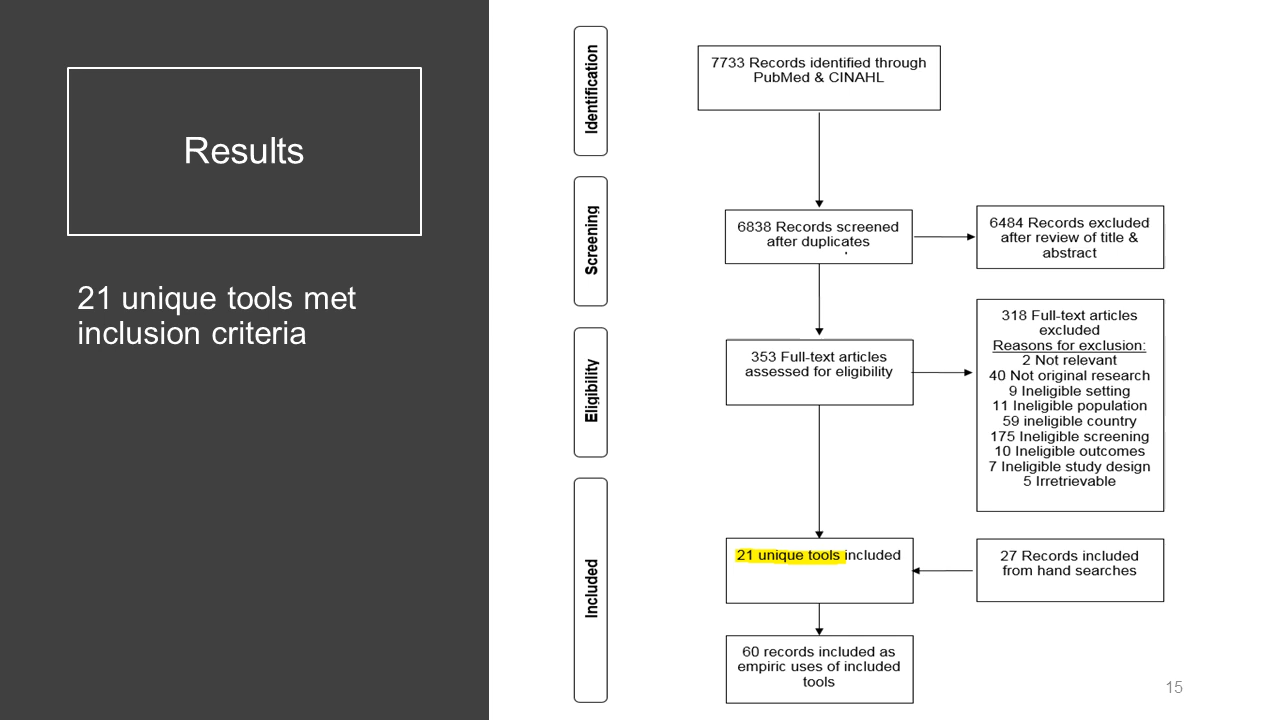 Results
21 unique tools met
inclusion criteria
Identification
7733 Records identified through
PubMed & CINAHL
Screening
6838 Records screened
after duplicates
6484 Records excluded
after review of title &
abstract
Eligibility
353 Full-text articles
assessed for eligibility
318 Full-text articles
excluded
Reasons for exclusion:
2 Not relevant
40 Not original research
9 Ineligible setting
11 Ineligible population
59 ineligible country
175 Ineligible screening
10 Ineligible outcomes
7 Ineligible study design
5 Irretrievable
Included
21 unique tools included
27 Records included
from hand searches
60 records included as
empiric uses of included
tools
15